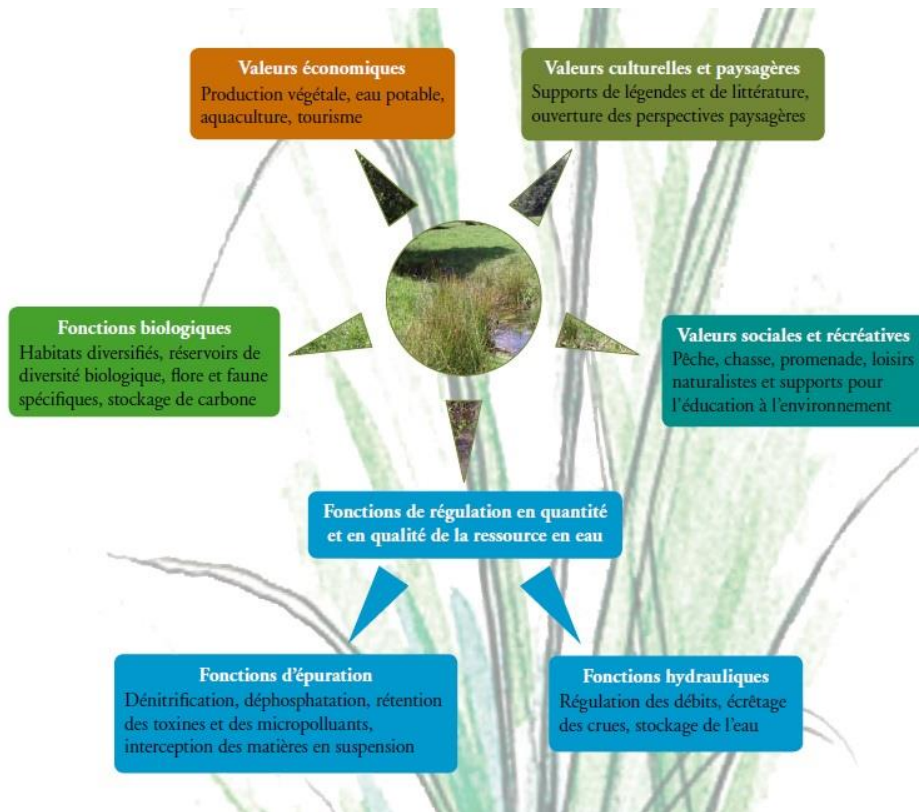 Valeurs économiques
Production végétale, eau potable,
aquaculture, tourisme
Valeurs culturelles et paysagères
Supports de légendes et de littérature,
ouverture des perspectives paysagères
Fonctions biologiques
Habitats diversifiés, réservoirs de
diversité biologique, flore et faune
spécifiques, stockage de carbone
Valeurs sociales et récréatives
Pêche, chasse, promenade, loisirs
naturalistes et supports pour
l’éducation à l’environnement
Fonctions de régulation en quantité
et en qualité de la ressource en eau
Fonctions d’épuration
Dénitrification, déphosphatation, rétention
des toxines et des micropolluants,
interception des matières en suspension
Fonctions hydrauliques
Régulation des débits, écrêtage
des crues, stockage de l’eau